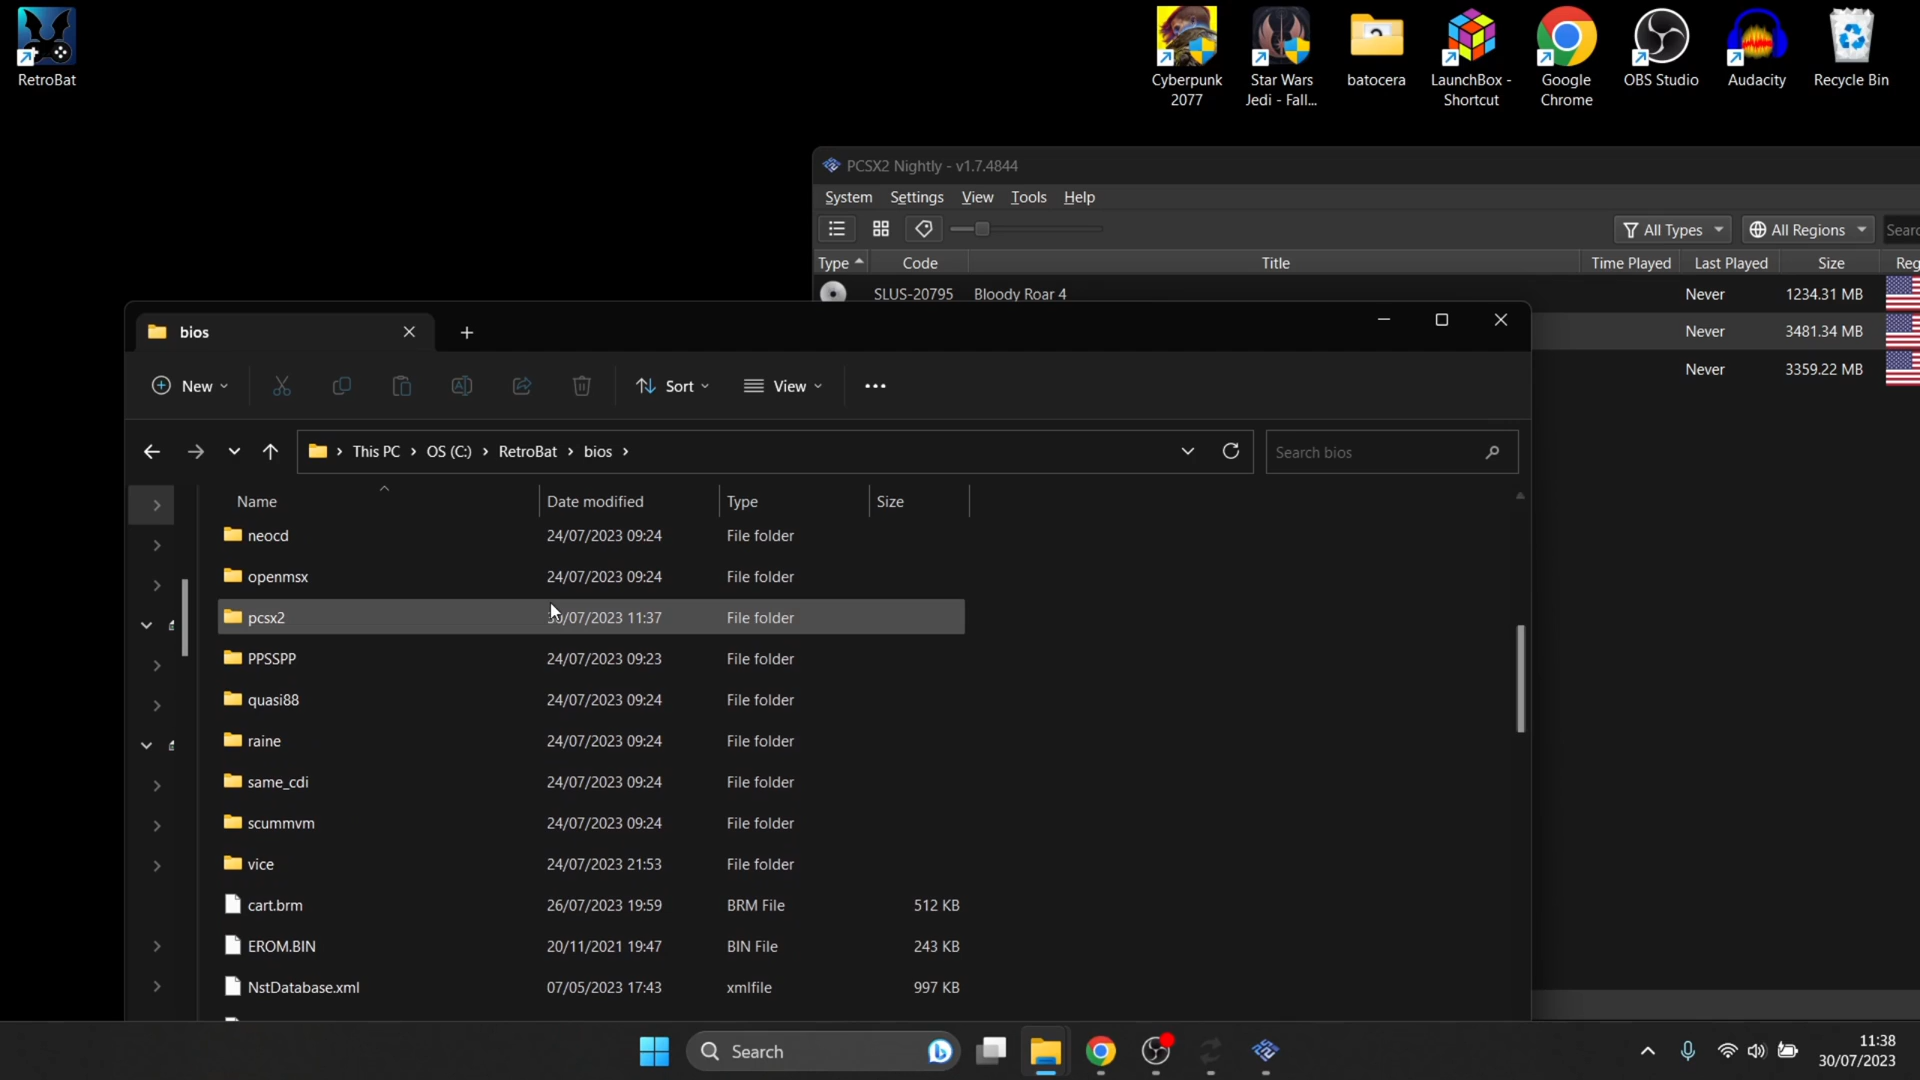 RetroBat
Cyberpunk
2077
Star Wars
Jedi - Fall...
batocera
LaunchBox -
Shortcut
Google
Chrome
OBS Studio
Audacity
Recycle Bin
PCSX2 Nightly - v1.7.4844
System Settings View Tools Help
All Types All Regions Searc
Type Code Title Time Played Last Played Size Reg
SLUS-20795 Bloody Roar 4 Never 1234.31 MB
Never 3481.34 MB
Never 3359.22 MB
bios
New Sort View
This PC OS (C:) RetroBat bios Search bios
Name Date modified Type Size
neocd 24/07/2023 09:24 File folder
openmsx 24/07/2023 09:24 File folder
pcsx2 30/07/2023 11:37 File folder
PPSSPP 24/07/2023 09:23 File folder
quasi88 24/07/2023 09:24 File folder
raine 24/07/2023 09:24 File folder
same_cdi 24/07/2023 09:24 File folder
scummvm 24/07/2023 09:24 File folder
vice 24/07/2023 21:53 File folder
cart.brm 26/07/2023 19:59 BRM File 512 KB
EROM.BIN 20/11/2021 19:47 BIN File 243 KB
NstDatabase.xml 07/05/2023 17:43 xmlfile 997 KB
Search
11:38
30/07/2023